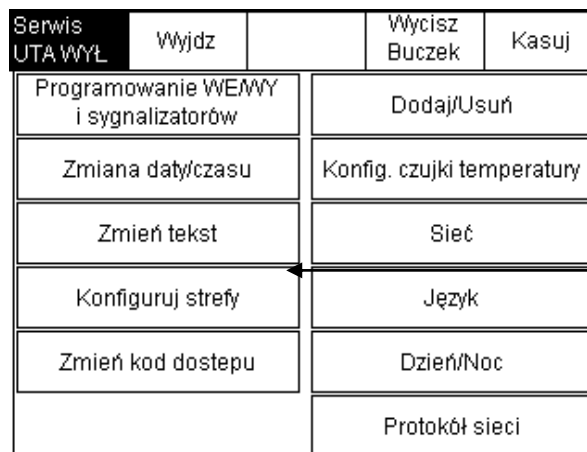 Serwis
UTA WYŁ
Wyjdz
Wycisz
Buczek
Kasuj
Programowanie WE/WY
i sygnalizatorów
Dodaj/Usuń
Zmiana daty/czasu
Konfig. czujki temperatury
Zmień tekst
Sieć
Konfiguruj strefy
Język
Zmień kod dostepu
Dzień/Noc
Protokół sieci